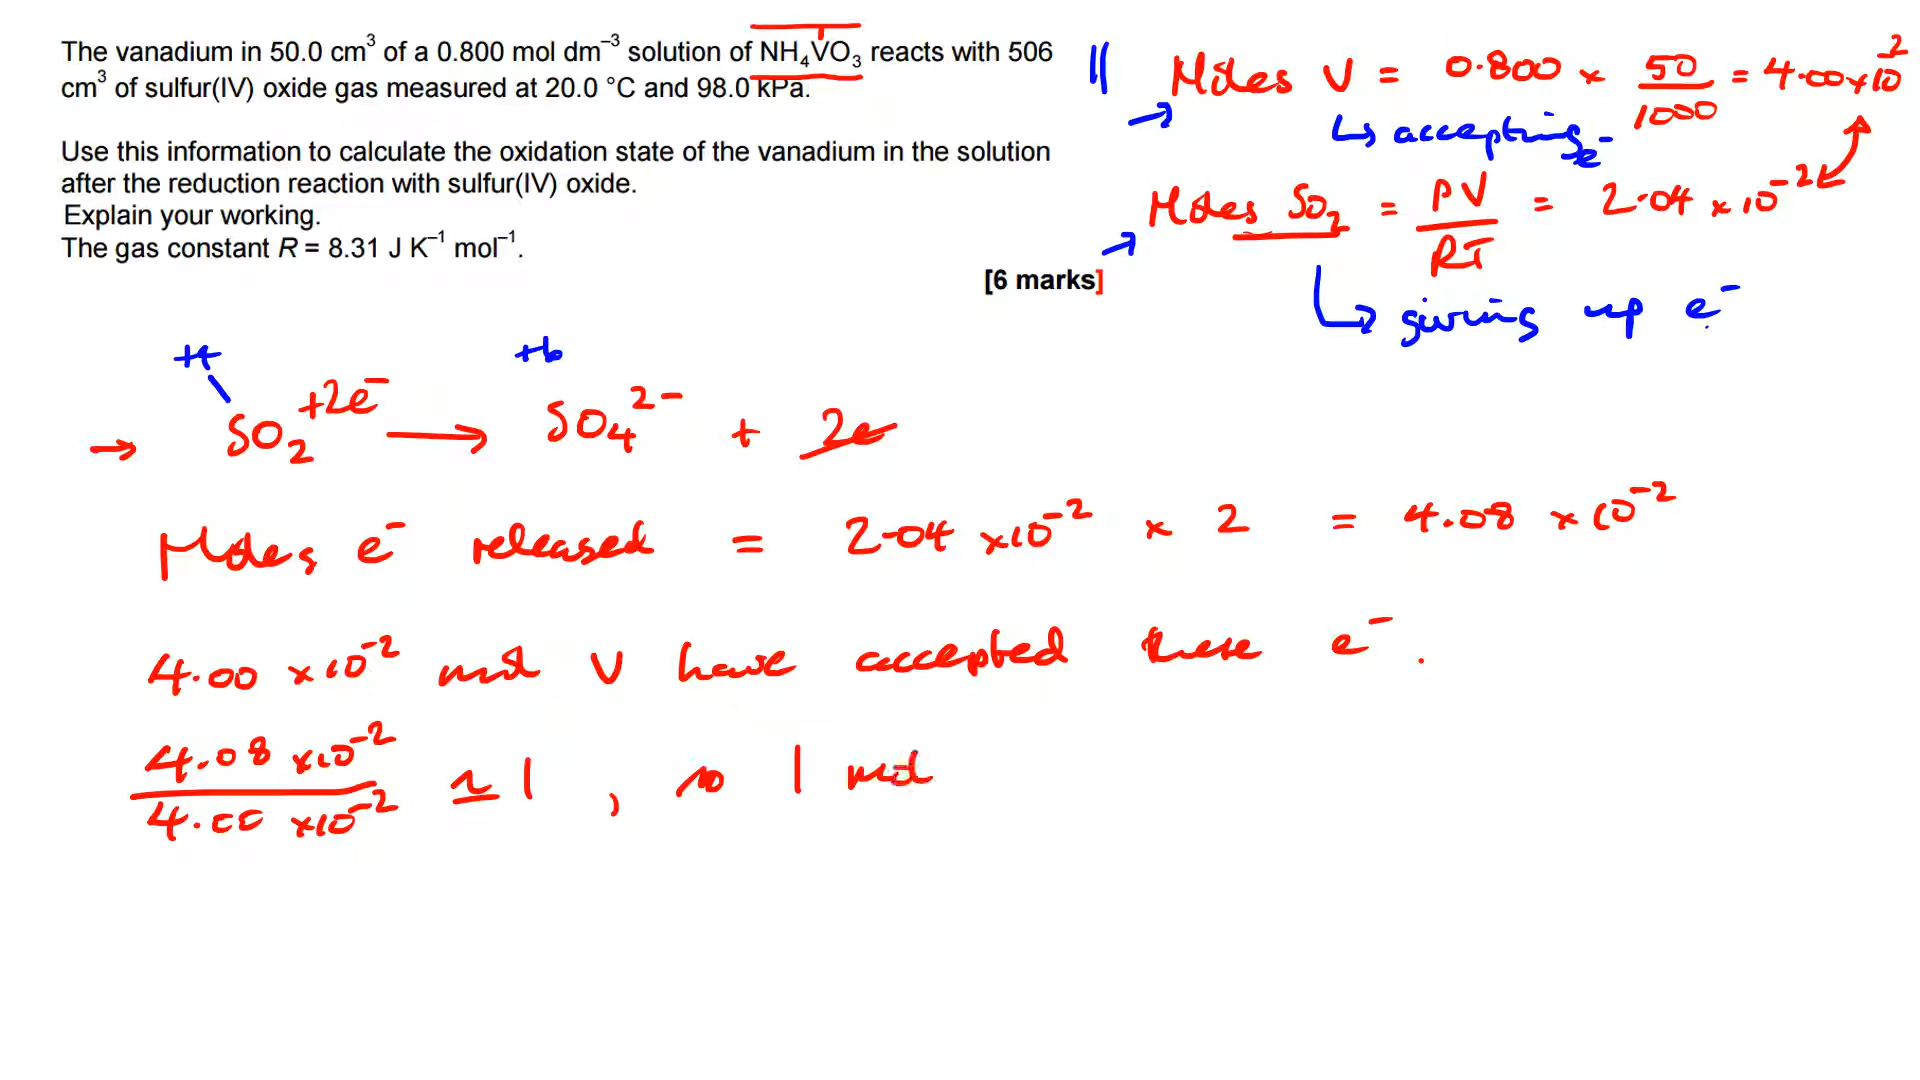 The vanadium in 50.0 cm³ of a 0.800 mol dm⁻³ solution of NH₄VO₃ reacts with 506
cm³ of sulfur(IV) oxide gas measured at 20.0 °C and 98.0 kPa.
Use this information to calculate the oxidation state of the vanadium in the solution
after the reduction reaction with sulfur(IV) oxide.
Explain your working.
The gas constant R = 8.31 J K⁻¹ mol⁻¹.
[6 marks]
Moles V = 0.800 × 50/1000 = 4.00 × 10²
↳ accepting e⁻
Moles SO₂ = PV/RT = 2.04 × 10⁻²
↳ giving up e⁻
+4 +6
→ SO₂ +2e⁻ → SO₄²⁻ + 2e
Moles e⁻ released = 2.04 × 10⁻² × 2 = 4.08 × 10⁻²
4.00 × 10⁻² mol V have accepted these e⁻.
4.08 × 10⁻²/4.00 × 10⁻² ≃ 1, so 1 mol